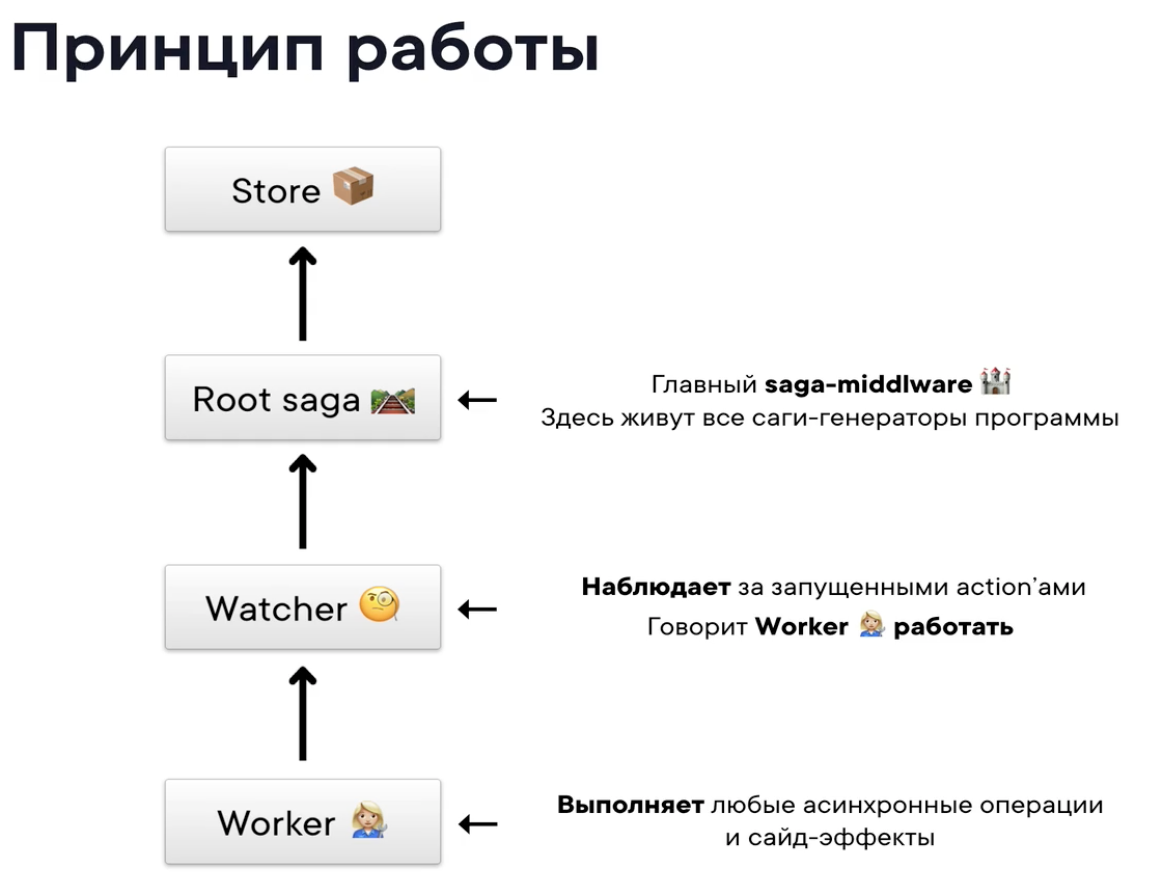 Принцип работы
Store 📦
Root saga 🛤️
Главный saga-middlware 🏰
Здесь живут все саги-генераторы программы
Watcher 🧐
Наблюдает за запущенными action'ами
Говорит Worker 👩🏼‍🔧 работать
Worker 👩🏼‍🔧
Выполняет любые асинхронные операции
и сайд-эффекты